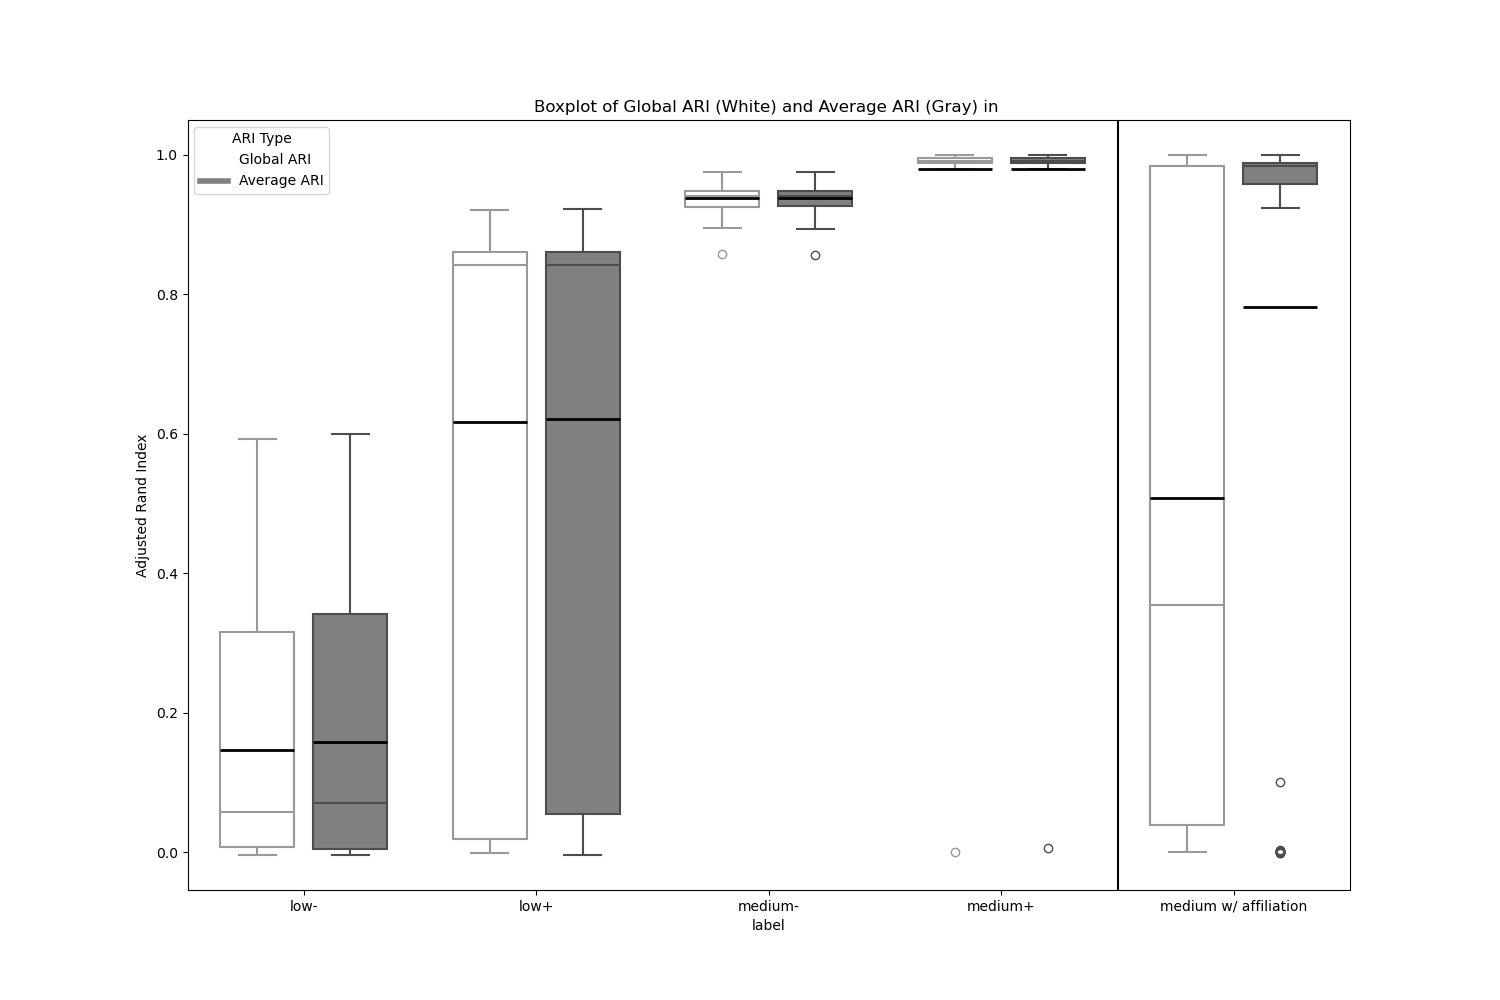 Boxplot of Global ARI (White) and Average ARI (Gray) in
ARI Type
Global ARI
Average ARI
1.0
0.8
0.6
0.4
0.2
0.0
Adjusted Rand Index
low-
low+
medium-
medium+
medium w/ affiliation
label